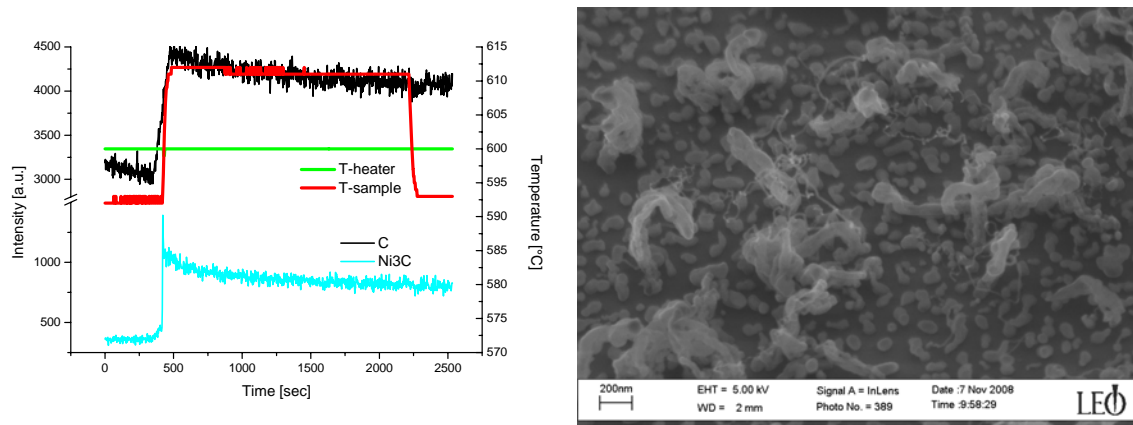 4500
4000
3500
3000
1000
500
Intensity [a.u.]
615
610
605
600
595
590
585
580
575
570
Temperature [°C]
T-heater
T-sample
C
Ni3C
0 500 1000 1500 2000 2500
Time [sec]
200nm
EHT = 5.00 kV
WD = 2 mm
Signal A = InLens
Photo No. = 389
Date :7 Nov 2008
Time :9:58:29
LEO